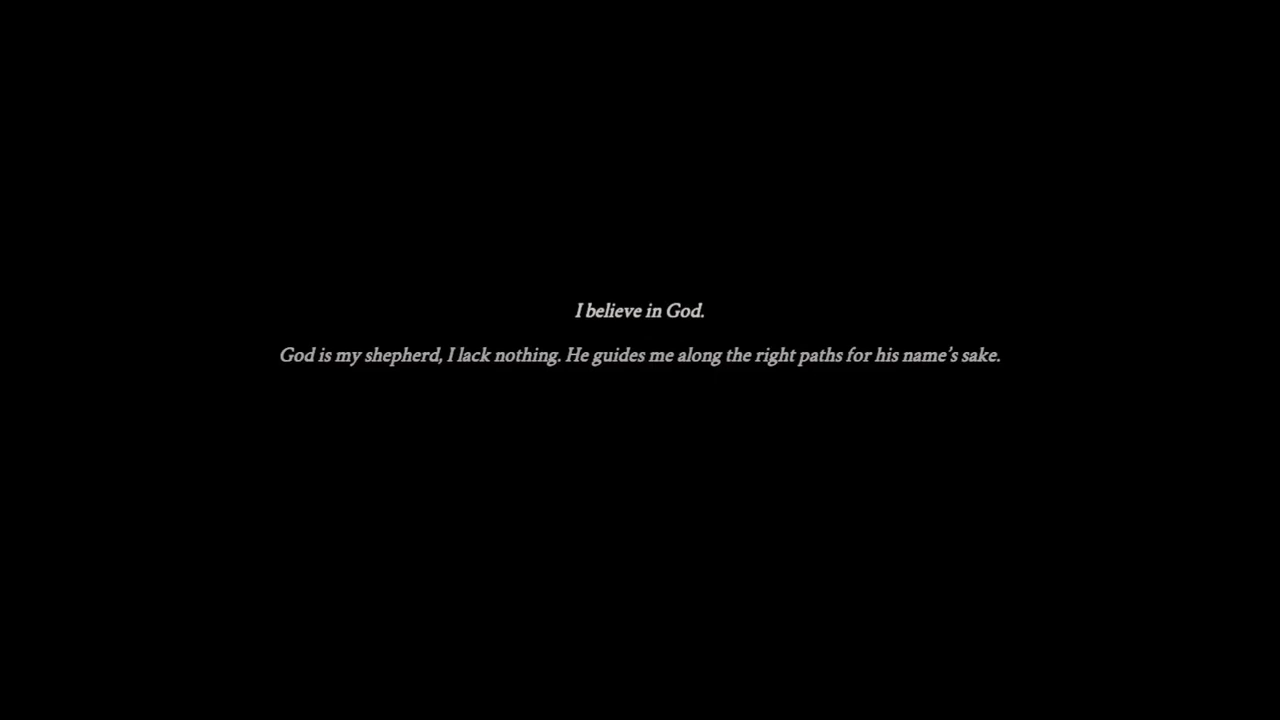 I believe in God.
God is my shepherd, I lack nothing. He guides me along the right paths for his name’s sake.